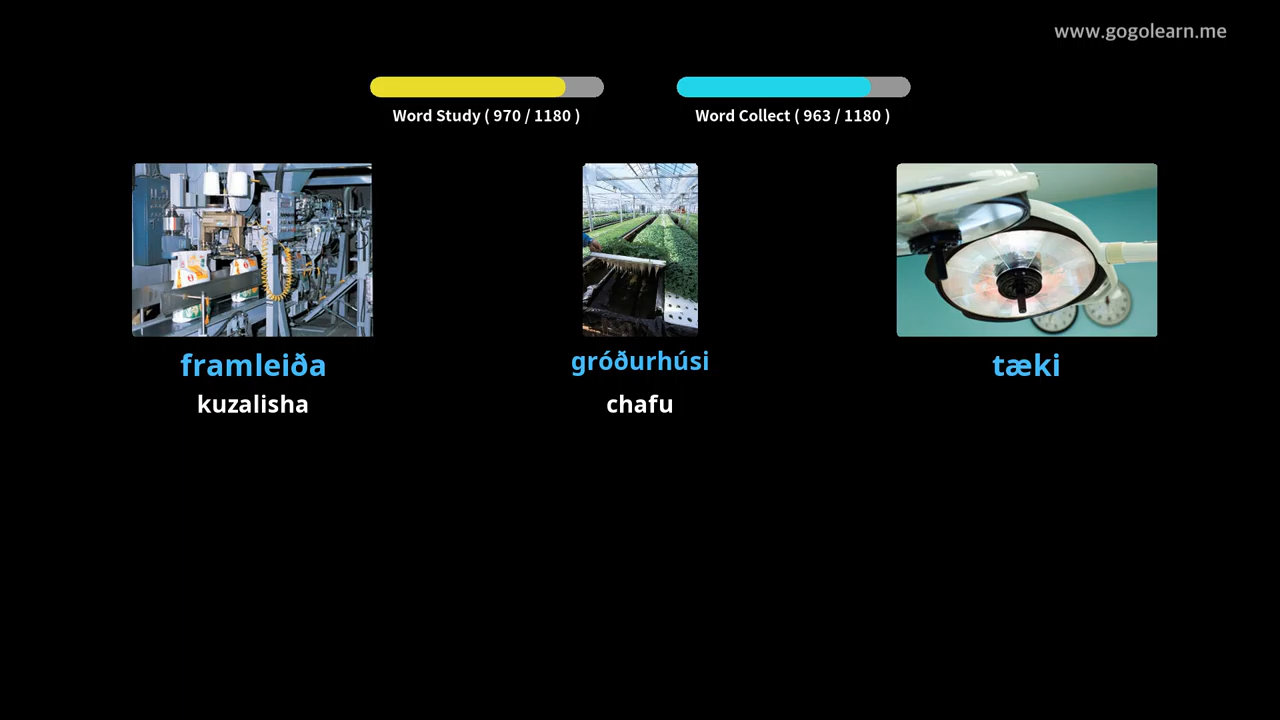 www.gogolearn.me
Word Study ( 970 / 1180 )
Word Collect ( 963 / 1180 )
framleiða
gróðurhúsi
tæki
kuzalisha
chafu